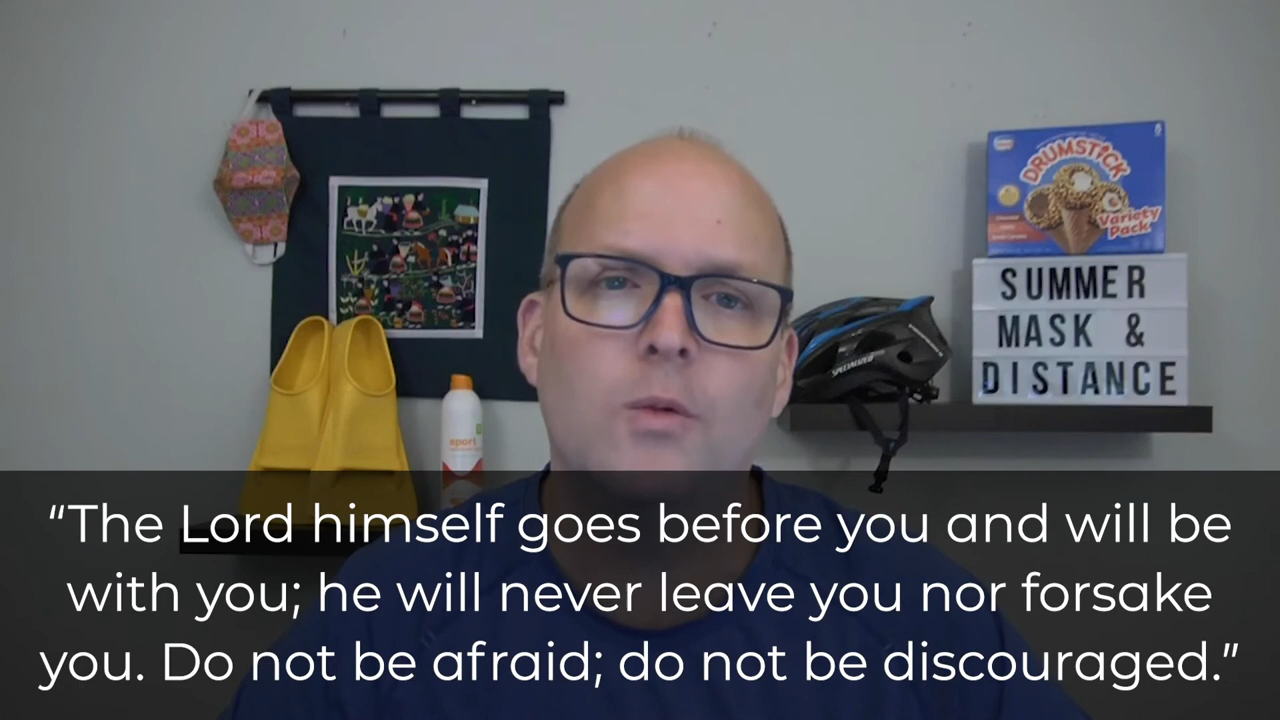 DRUMSTICK
Variety
Pack
SUMMER
MASK &
DISTANCE
SPECIALIZED
sport
“The Lord himself goes before you and will be
with you; he will never leave you nor forsake
you. Do not be afraid; do not be discouraged.”